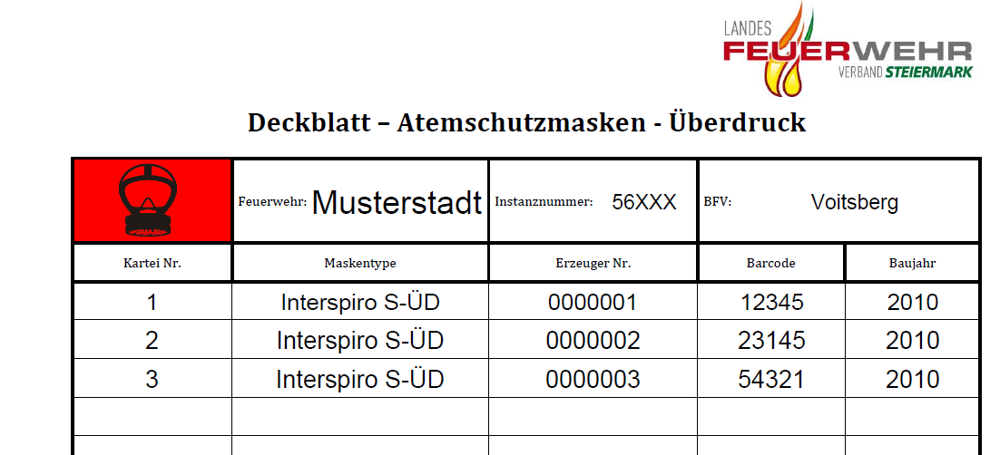 LANDES
FEUERWEHR
VERBAND STEIERMARK
Deckblatt – Atemschutzmasken - Überdruck
Feuerwehr: Musterstadt Instanznummer: 56XXX BFV: Voitsberg
Kartei Nr. Maskentype Erzeuger Nr. Barcode Baujahr
1 Interspiro S-ÜD 0000001 12345 2010
2 Interspiro S-ÜD 0000002 23145 2010
3 Interspiro S-ÜD 0000003 54321 2010